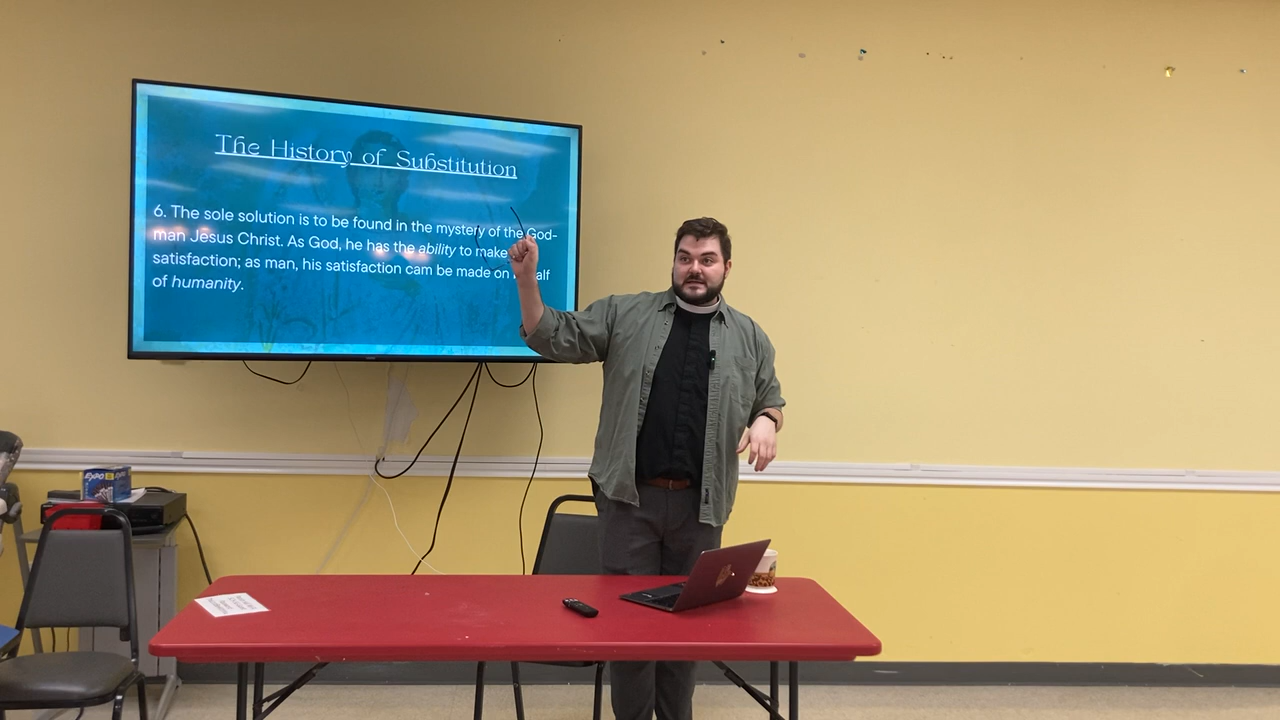 The History of Substitution
6. The sole solution is to be found in the mystery of the God-
man Jesus Christ. As God, he has the ability to make
satisfaction; as man, his satisfaction cam be made on alf
of humanity.
EXPO